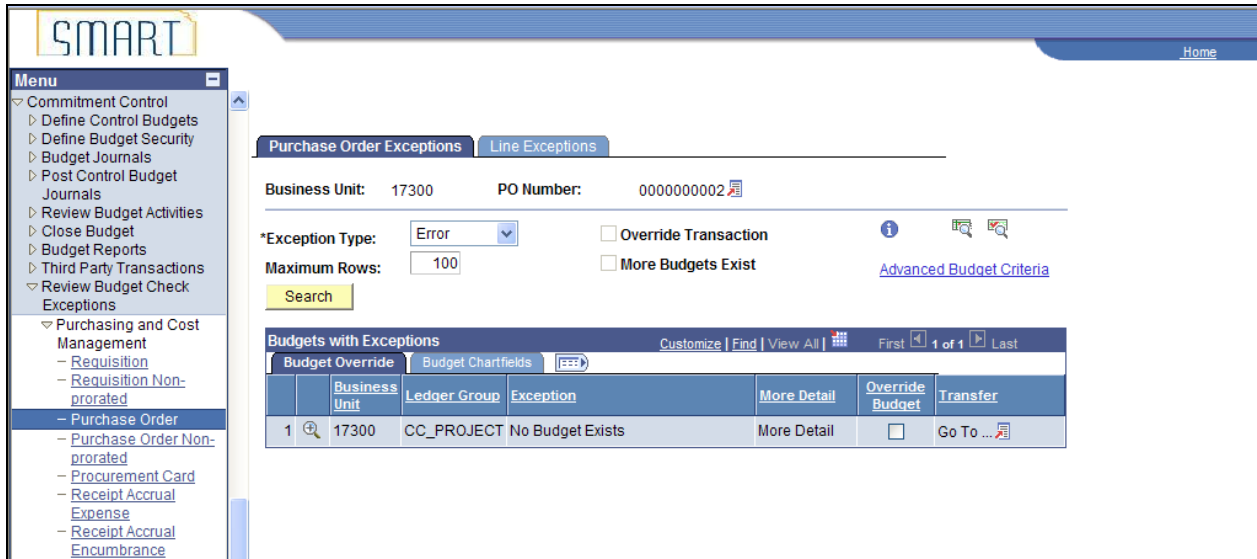 SMART
Home
Menu
Commitment Control
Define Control Budgets
Define Budget Security
Budget Journals
Post Control Budget
Journals
Review Budget Activities
Close Budget
Budget Reports
Third Party Transactions
Review Budget Check
Exceptions
Purchasing and Cost
Management
– Requisition
– Requisition Non-
prorated
– Purchase Order
– Purchase Order Non-
prorated
– Procurement Card
– Receipt Accrual
Expense
– Receipt Accrual
Encumbrance
Purchase Order Exceptions Line Exceptions
Business Unit: 17300 PO Number: 0000000002
*Exception Type: Error Override Transaction
Maximum Rows: 100 More Budgets Exist Advanced Budget Criteria
Search
Budgets with Exceptions Customize | Find | View All | First 1 of 1 Last
Budget Override Budget Chartfields
Business Unit Ledger Group Exception More Detail Override Budget Transfer
1 17300 CC_PROJECT No Budget Exists More Detail Go To ...